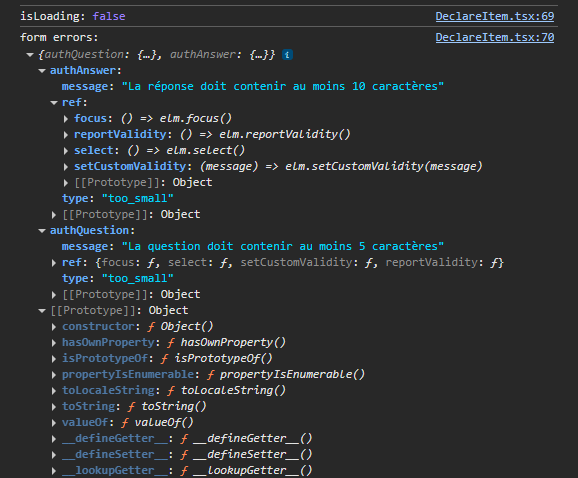 isLoading: false DeclareItem.tsx:69
form errors: DeclareItem.tsx:70
{authQuestion: {…}, authAnswer: {…}} i
authAnswer:
message: "La réponse doit contenir au moins 10 caractères"
ref:
focus: () => elm.focus()
reportValidity: () => elm.reportValidity()
select: () => elm.select()
setCustomValidity: (message) => elm.setCustomValidity(message)
[[Prototype]]: Object
type: "too_small"
[[Prototype]]: Object
authQuestion:
message: "La question doit contenir au moins 5 caractères"
ref: {focus: ƒ, select: ƒ, setCustomValidity: ƒ, reportValidity: ƒ}
type: "too_small"
[[Prototype]]: Object
[[Prototype]]: Object
constructor: ƒ Object()
hasOwnProperty: ƒ hasOwnProperty()
isPrototypeOf: ƒ isPrototypeOf()
propertyIsEnumerable: ƒ propertyIsEnumerable()
toLocaleString: ƒ toLocaleString()
toString: ƒ toString()
valueOf: ƒ valueOf()
__defineGetter__: ƒ __defineGetter__()
__defineSetter__: ƒ __defineSetter__()
__lookupGetter__: ƒ __lookupGetter__()